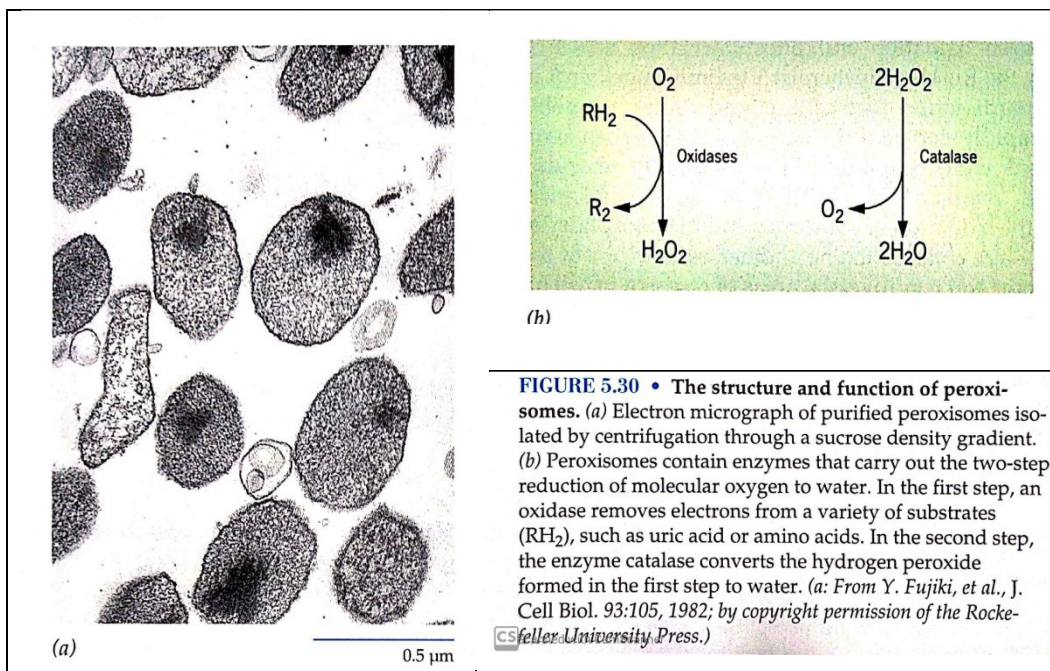 O2
2H2O2
RH2
Oxidases
Catalase
R2
O2
H2O2
2H2O
(b)
(a)
0.5 µm
FIGURE 5.30 • The structure and function of peroxi-
somes. (a) Electron micrograph of purified peroxisomes iso-
lated by centrifugation through a sucrose density gradient.
(b) Peroxisomes contain enzymes that carry out the two-step
reduction of molecular oxygen to water. In the first step, an
oxidase removes electrons from a variety of substrates
(RH2), such as uric acid or amino acids. In the second step,
the enzyme catalase converts the hydrogen peroxide
formed in the first step to water. (a: From Y. Fujiki, et al., J.
Cell Biol. 93:105, 1982; by copyright permission of the Rocke-
feller University Press.)
CS